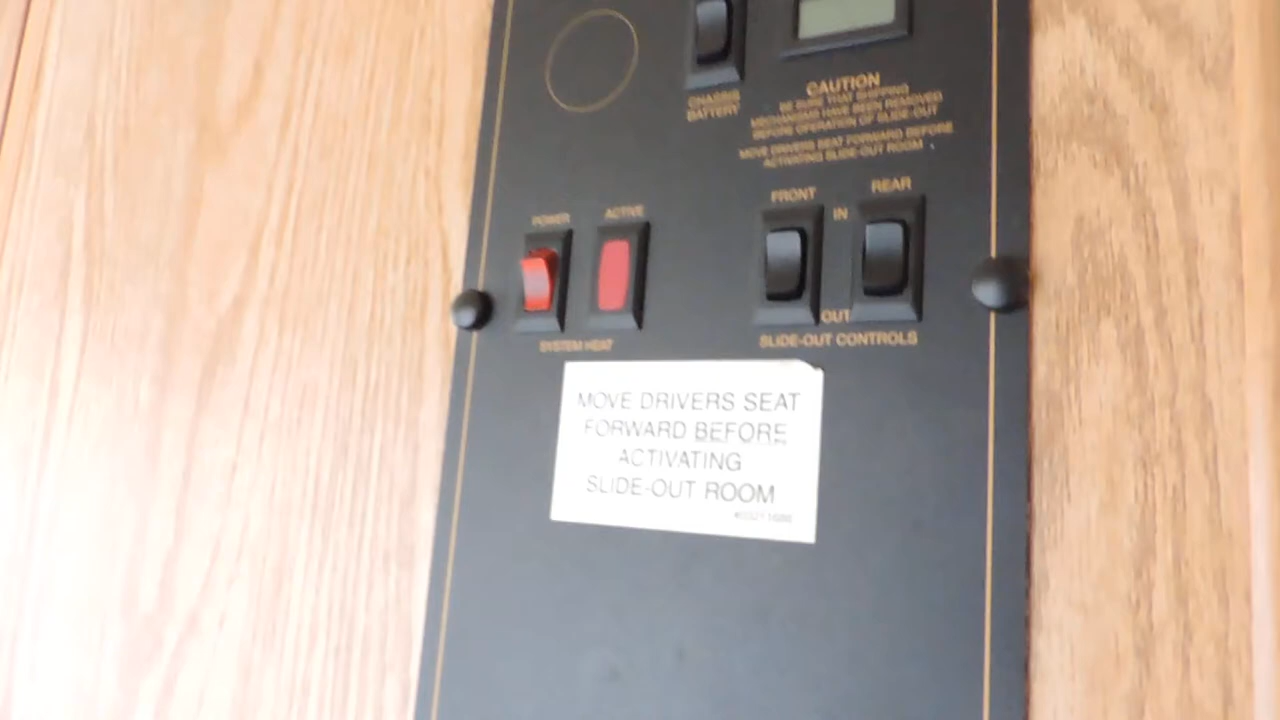 CHASSIS
BATTERY
CAUTION
BE SURE THAT SHIPPING
MECHANISMS HAVE BEEN REMOVED
BEFORE OPERATION OF SLIDE-OUT
MOVE DRIVERS SEAT FORWARD BEFORE
ACTIVATING SLIDE-OUT ROOM
POWER ACTIVE
FRONT REAR
IN
OUT
SYSTEM HEAT
SLIDE-OUT CONTROLS
MOVE DRIVERS SEAT
FORWARD BEFORE
ACTIVATING
SLIDE-OUT ROOM